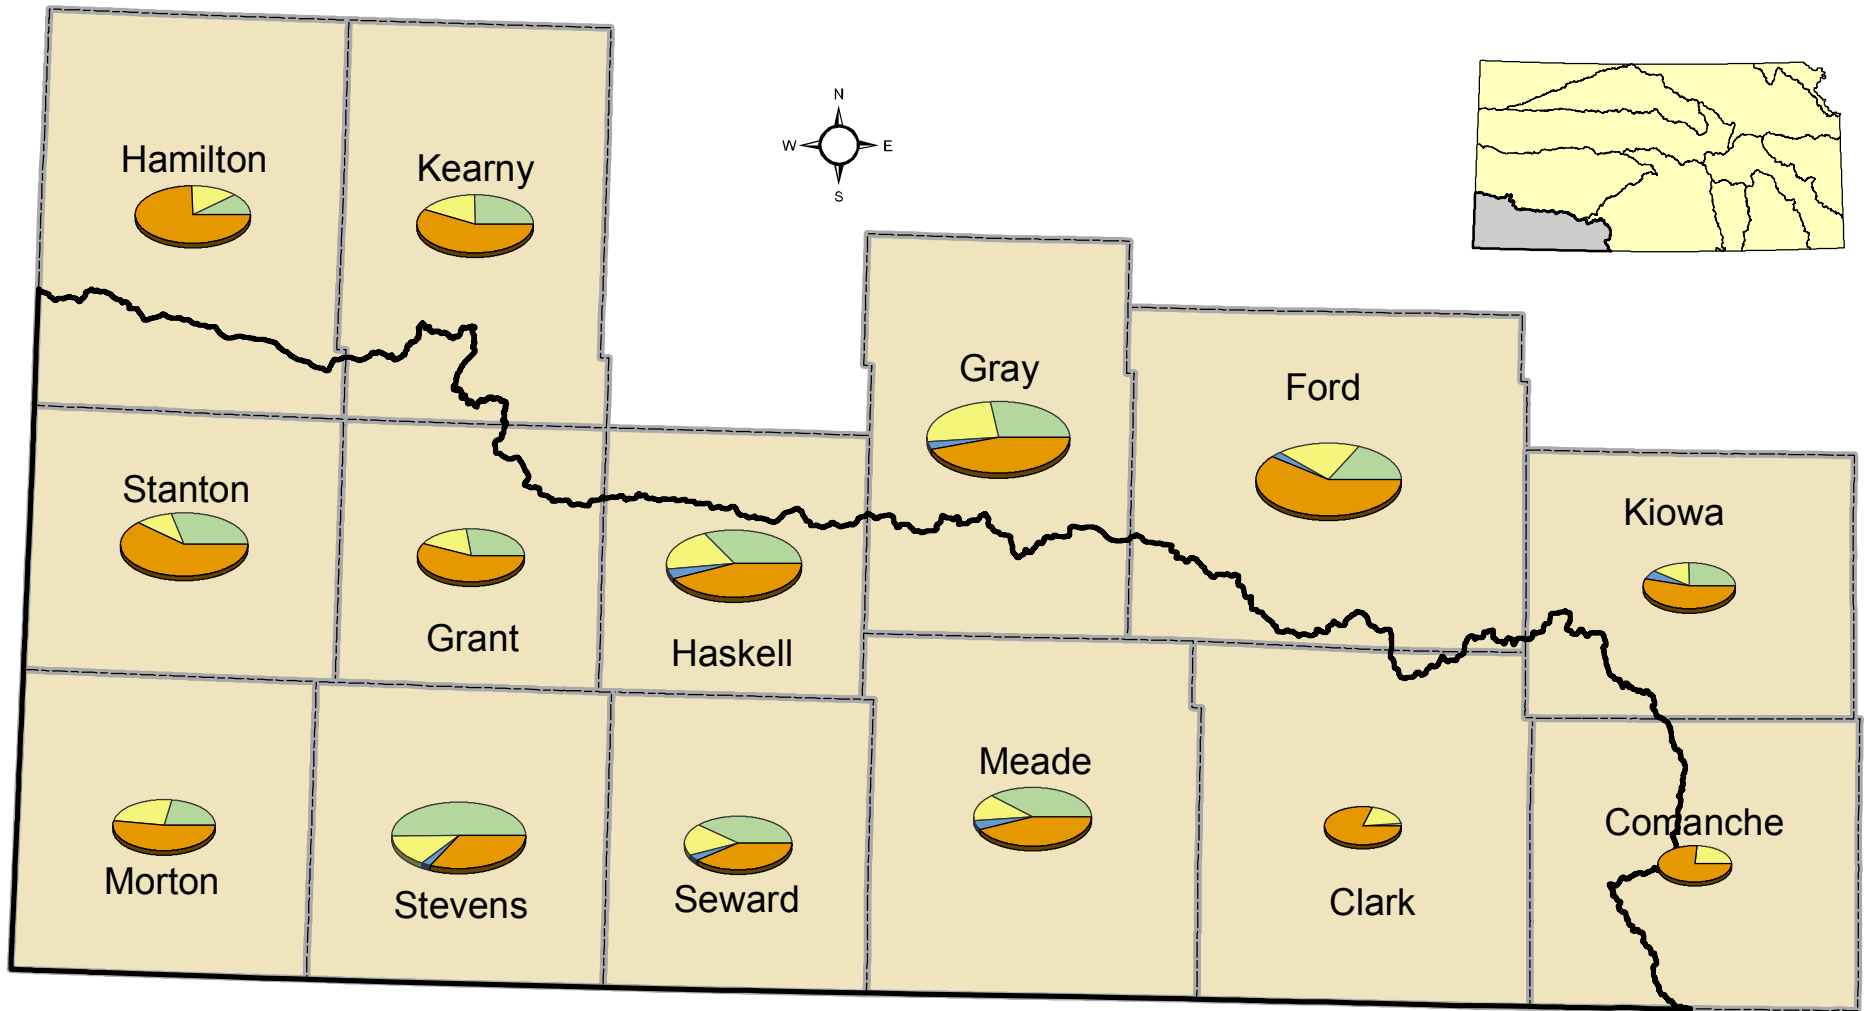 N
W E
S
Hamilton
Kearny
Gray
Ford
Stanton
Kiowa
Grant
Haskell
Meade
Comanche
Morton
Stevens
Seward
Clark